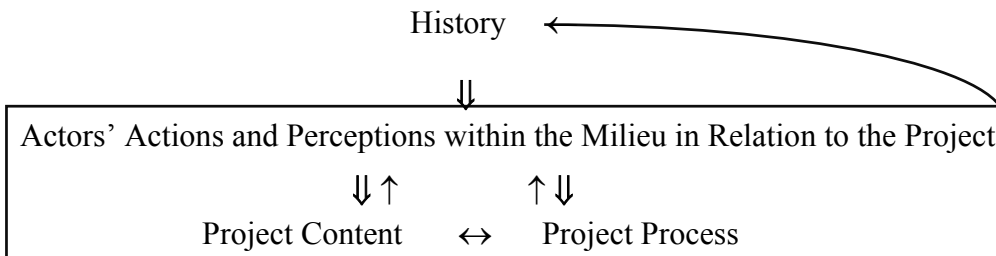 History
Actors’ Actions and Perceptions within the Milieu in Relation to the Project
Project Content ↔ Project Process